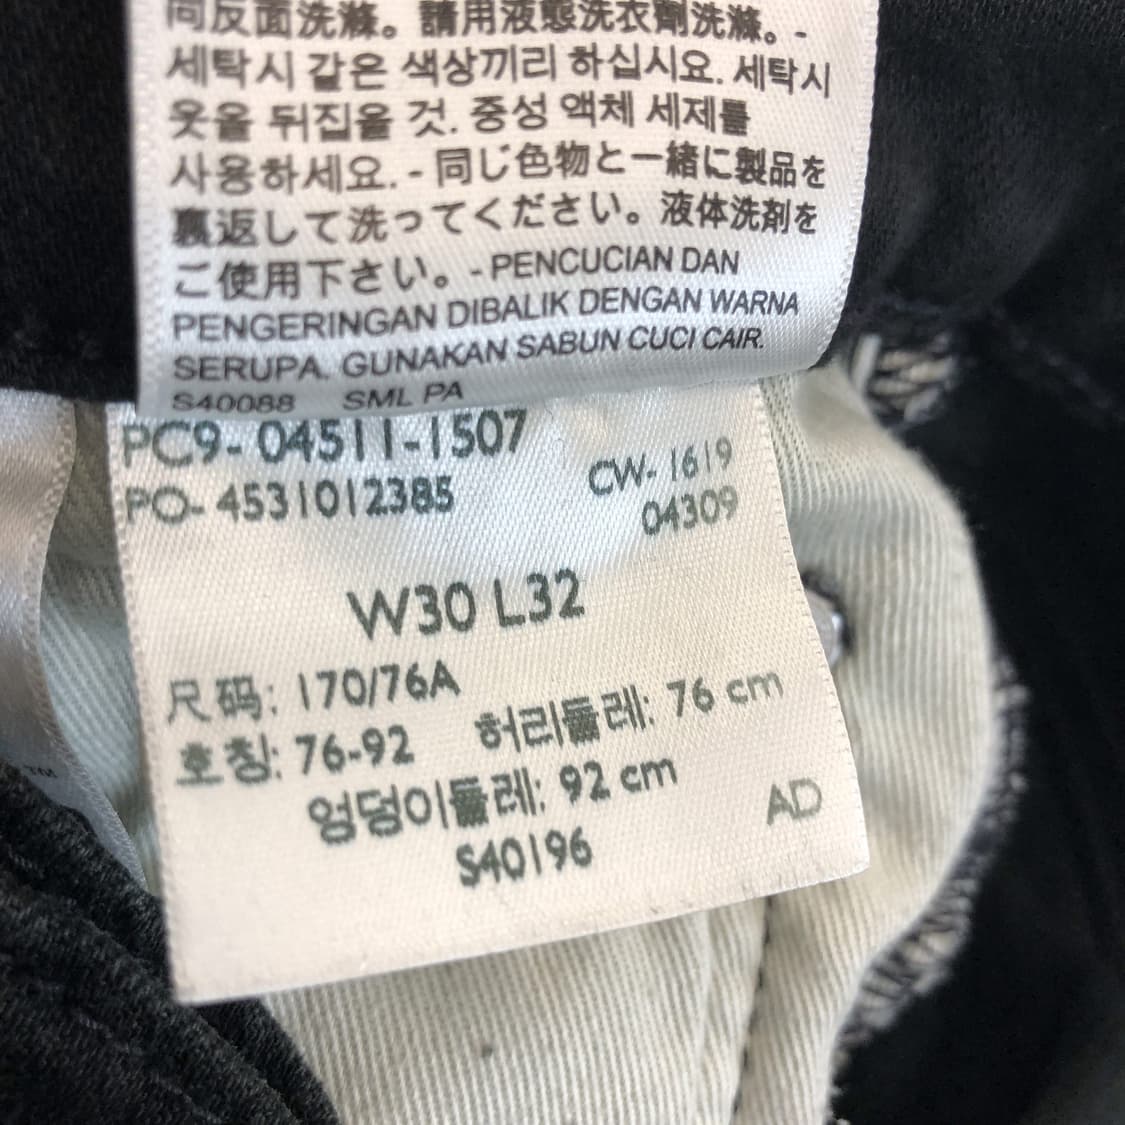 同反面洗滌。請用液態洗衣劑洗滌。-
세탁시 같은 색상끼리 하십시요. 세탁시
옷을 뒤집을 것. 중성 액체 세제를
사용하세요. - 同じ色物と一緒に製品を
裏返して洗ってください。液体洗剤を
ご使用下さい。- PENCUCIAN DAN
PENGERINGAN DIBALIK DENGAN WARNA
SERUPA. GUNAKAN SABUN CUCI CAIR.
S40088 SML PA
PC9- 04511-1507
PO- 4531012385
CW- 1619
04309
W30 L32
尺码: 170/76A
호칭: 76-92 허리둘레: 76 cm
엉덩이둘레: 92 cm
S40196
AD
TM